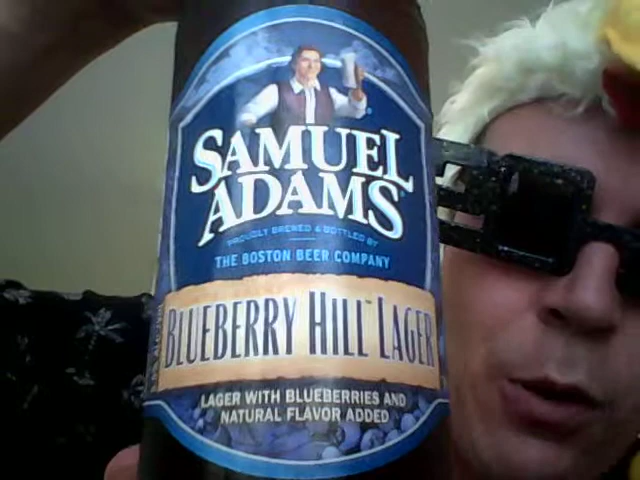 SAMUEL
ADAMS
PROUDLY BREWED & BOTTLED BY
THE BOSTON BEER COMPANY
BLUEBERRY HILL™ LAGER
LAGER WITH BLUEBERRIES AND
NATURAL FLAVOR ADDED